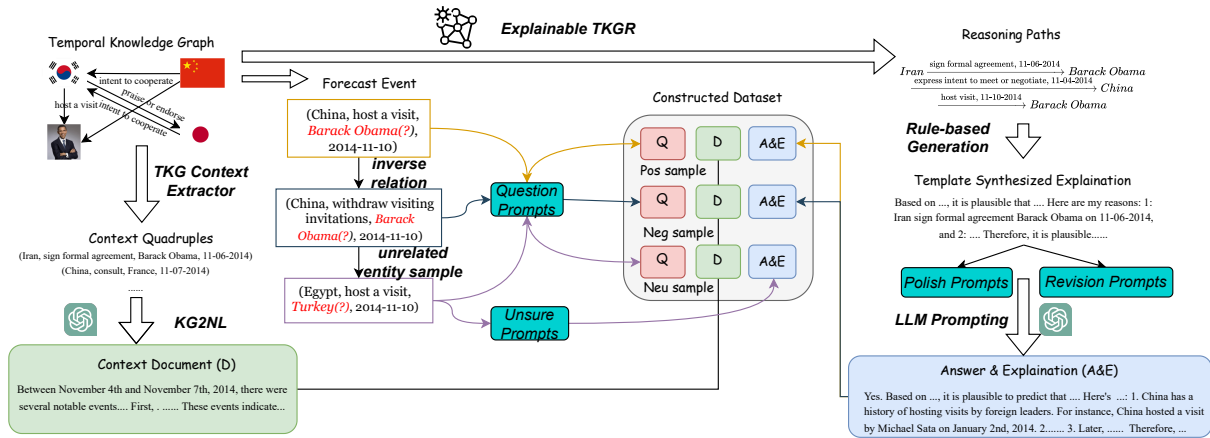 Explainable TKGR
Temporal Knowledge Graph
intent to cooperate
praise or endorse
intent to cooperate
host a visit
TKG Context
Extractor
Context Quadruples
(Iran, sign formal agreement, Barack Obama, 11-06-2014)
(China, consult, France, 11-07-2014)
......
KG2NL
Context Document (D)
Between November 4th and November 7th, 2014, there were
several notable events.... First, . ...... These events indicate...
Forecast Event
(China, host a visit,
Barack Obama(?),
2014-11-10)
inverse
relation
(China, withdraw visiting
invitations, Barack
Obama(?), 2014-11-10)
unrelated
entity sample
(Egypt, host a visit,
Turkey(?), 2014-11-10)
Question
Prompts
Unsure
Prompts
Constructed Dataset
Q D A&E
Pos sample
Q D A&E
Neg sample
Q D A&E
Neu sample
Reasoning Paths
Iran sign formal agreement, 11-06-2014 Barack Obama
express intent to meet or negotiate, 11-04-2014 China
host visit, 11-10-2014 Barack Obama
Rule-based
Generation
Template Synthesized Explaination
Based on ..., it is plausible that .... Here are my reasons: 1:
Iran sign formal agreement Barack Obama on 11-06-2014,
and 2: .... Therefore, it is plausible......
Polish Prompts
Revision Prompts
LLM Prompting
Answer & Explaination (A&E)
Yes. Based on ..., it is plausible to predict that .... Here's ...: 1. China has a
history of hosting visits by foreign leaders. For instance, China hosted a visit
by Michael Sata on January 2nd, 2014. 2....... 3. Later, ...... Therefore, ...